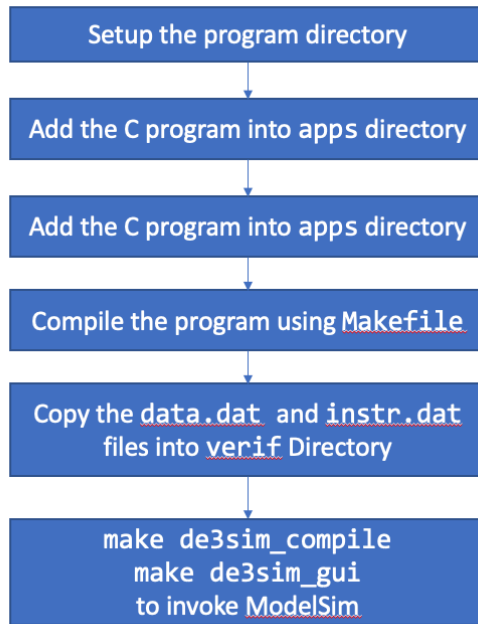 Setup the program directory
Add the C program into apps directory
Add the C program into apps directory
Compile the program using Makefile
Copy the data.dat and instr.dat
files into verif Directory
make de3sim_compile
make de3sim_gui
to invoke ModelSim